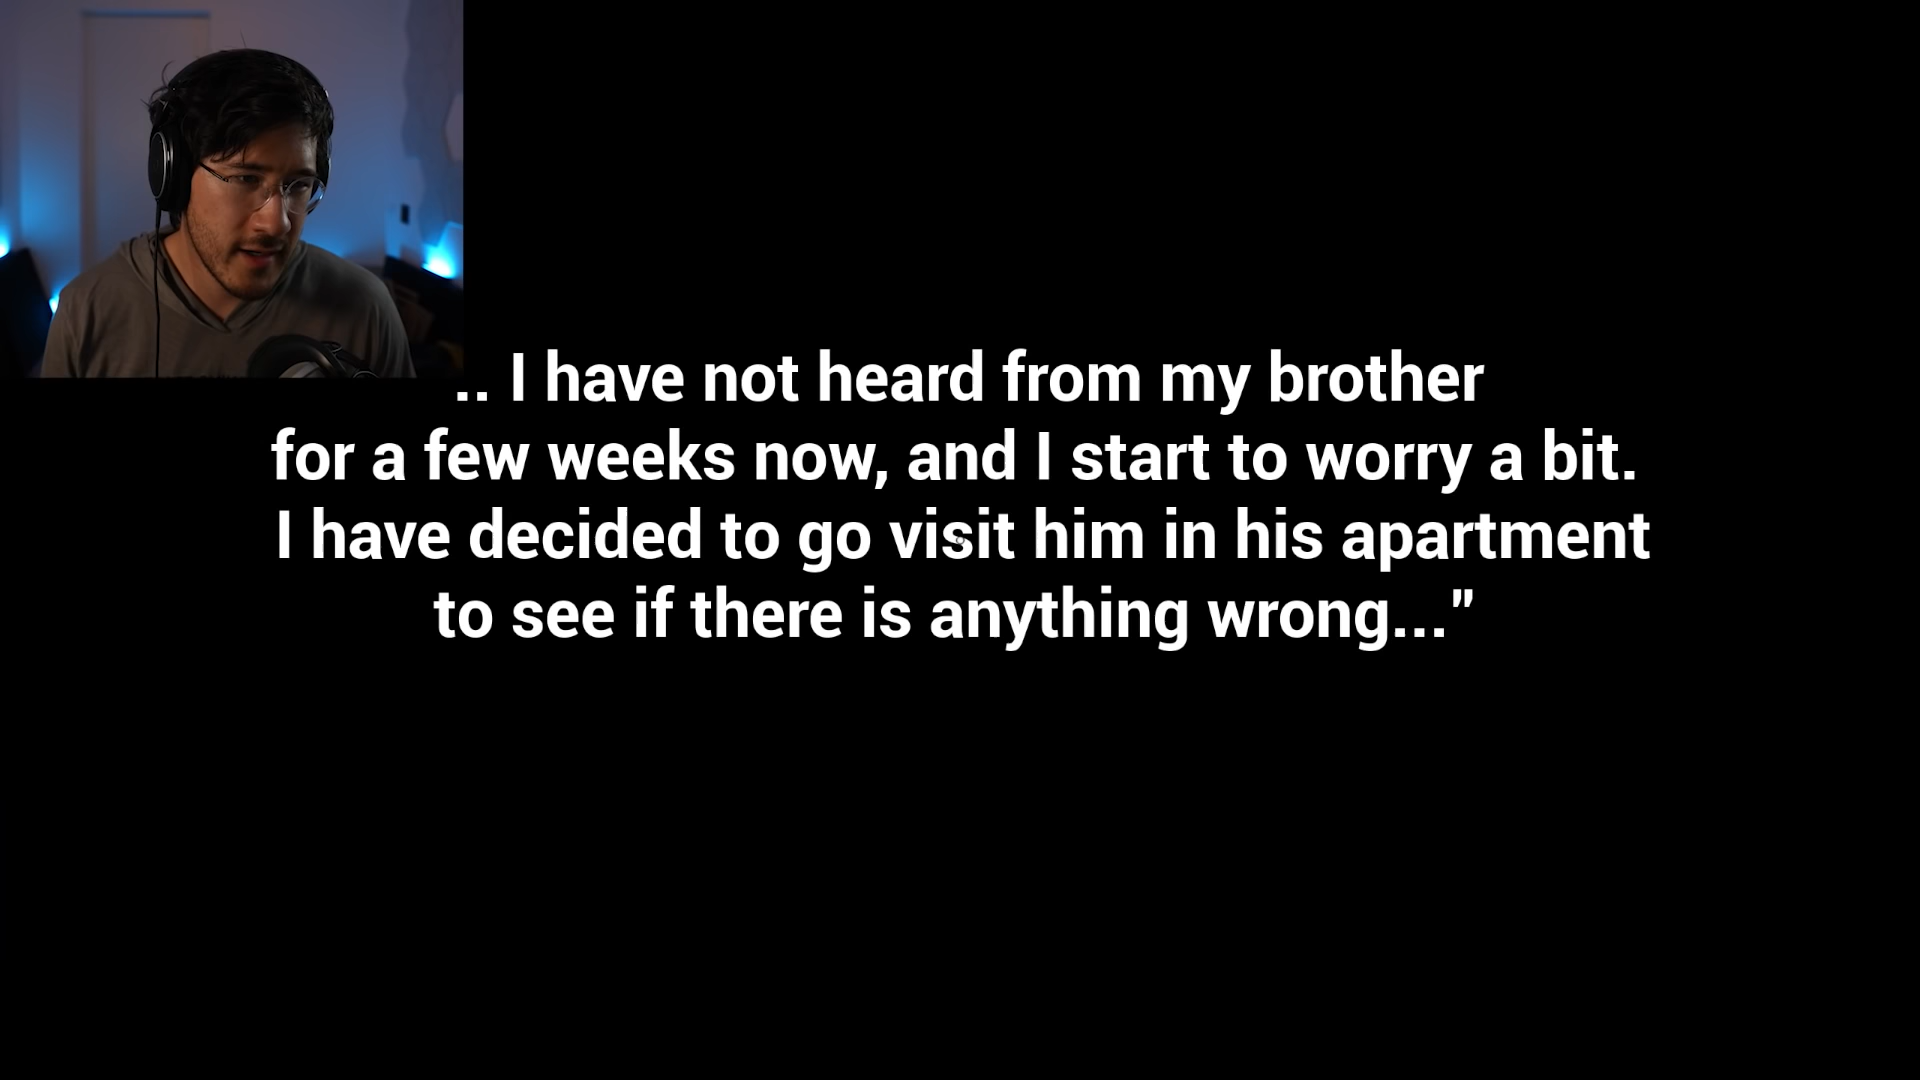 .. I have not heard from my brother
for a few weeks now, and I start to worry a bit.
I have decided to go visit him in his apartment
to see if there is anything wrong..."